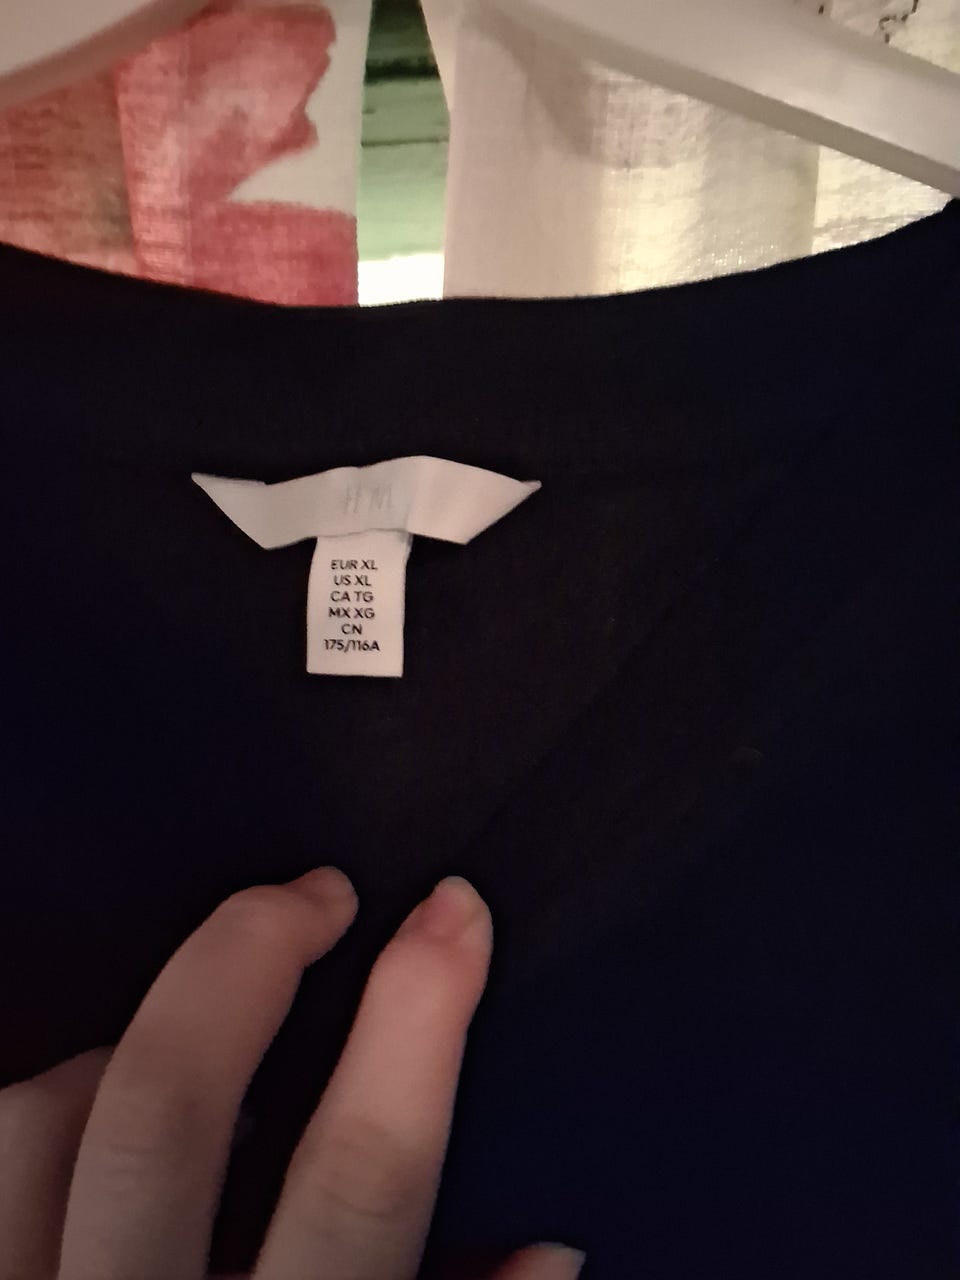 H M
EUR XL
US XL
CA TG
MX XG
CN
175/116A